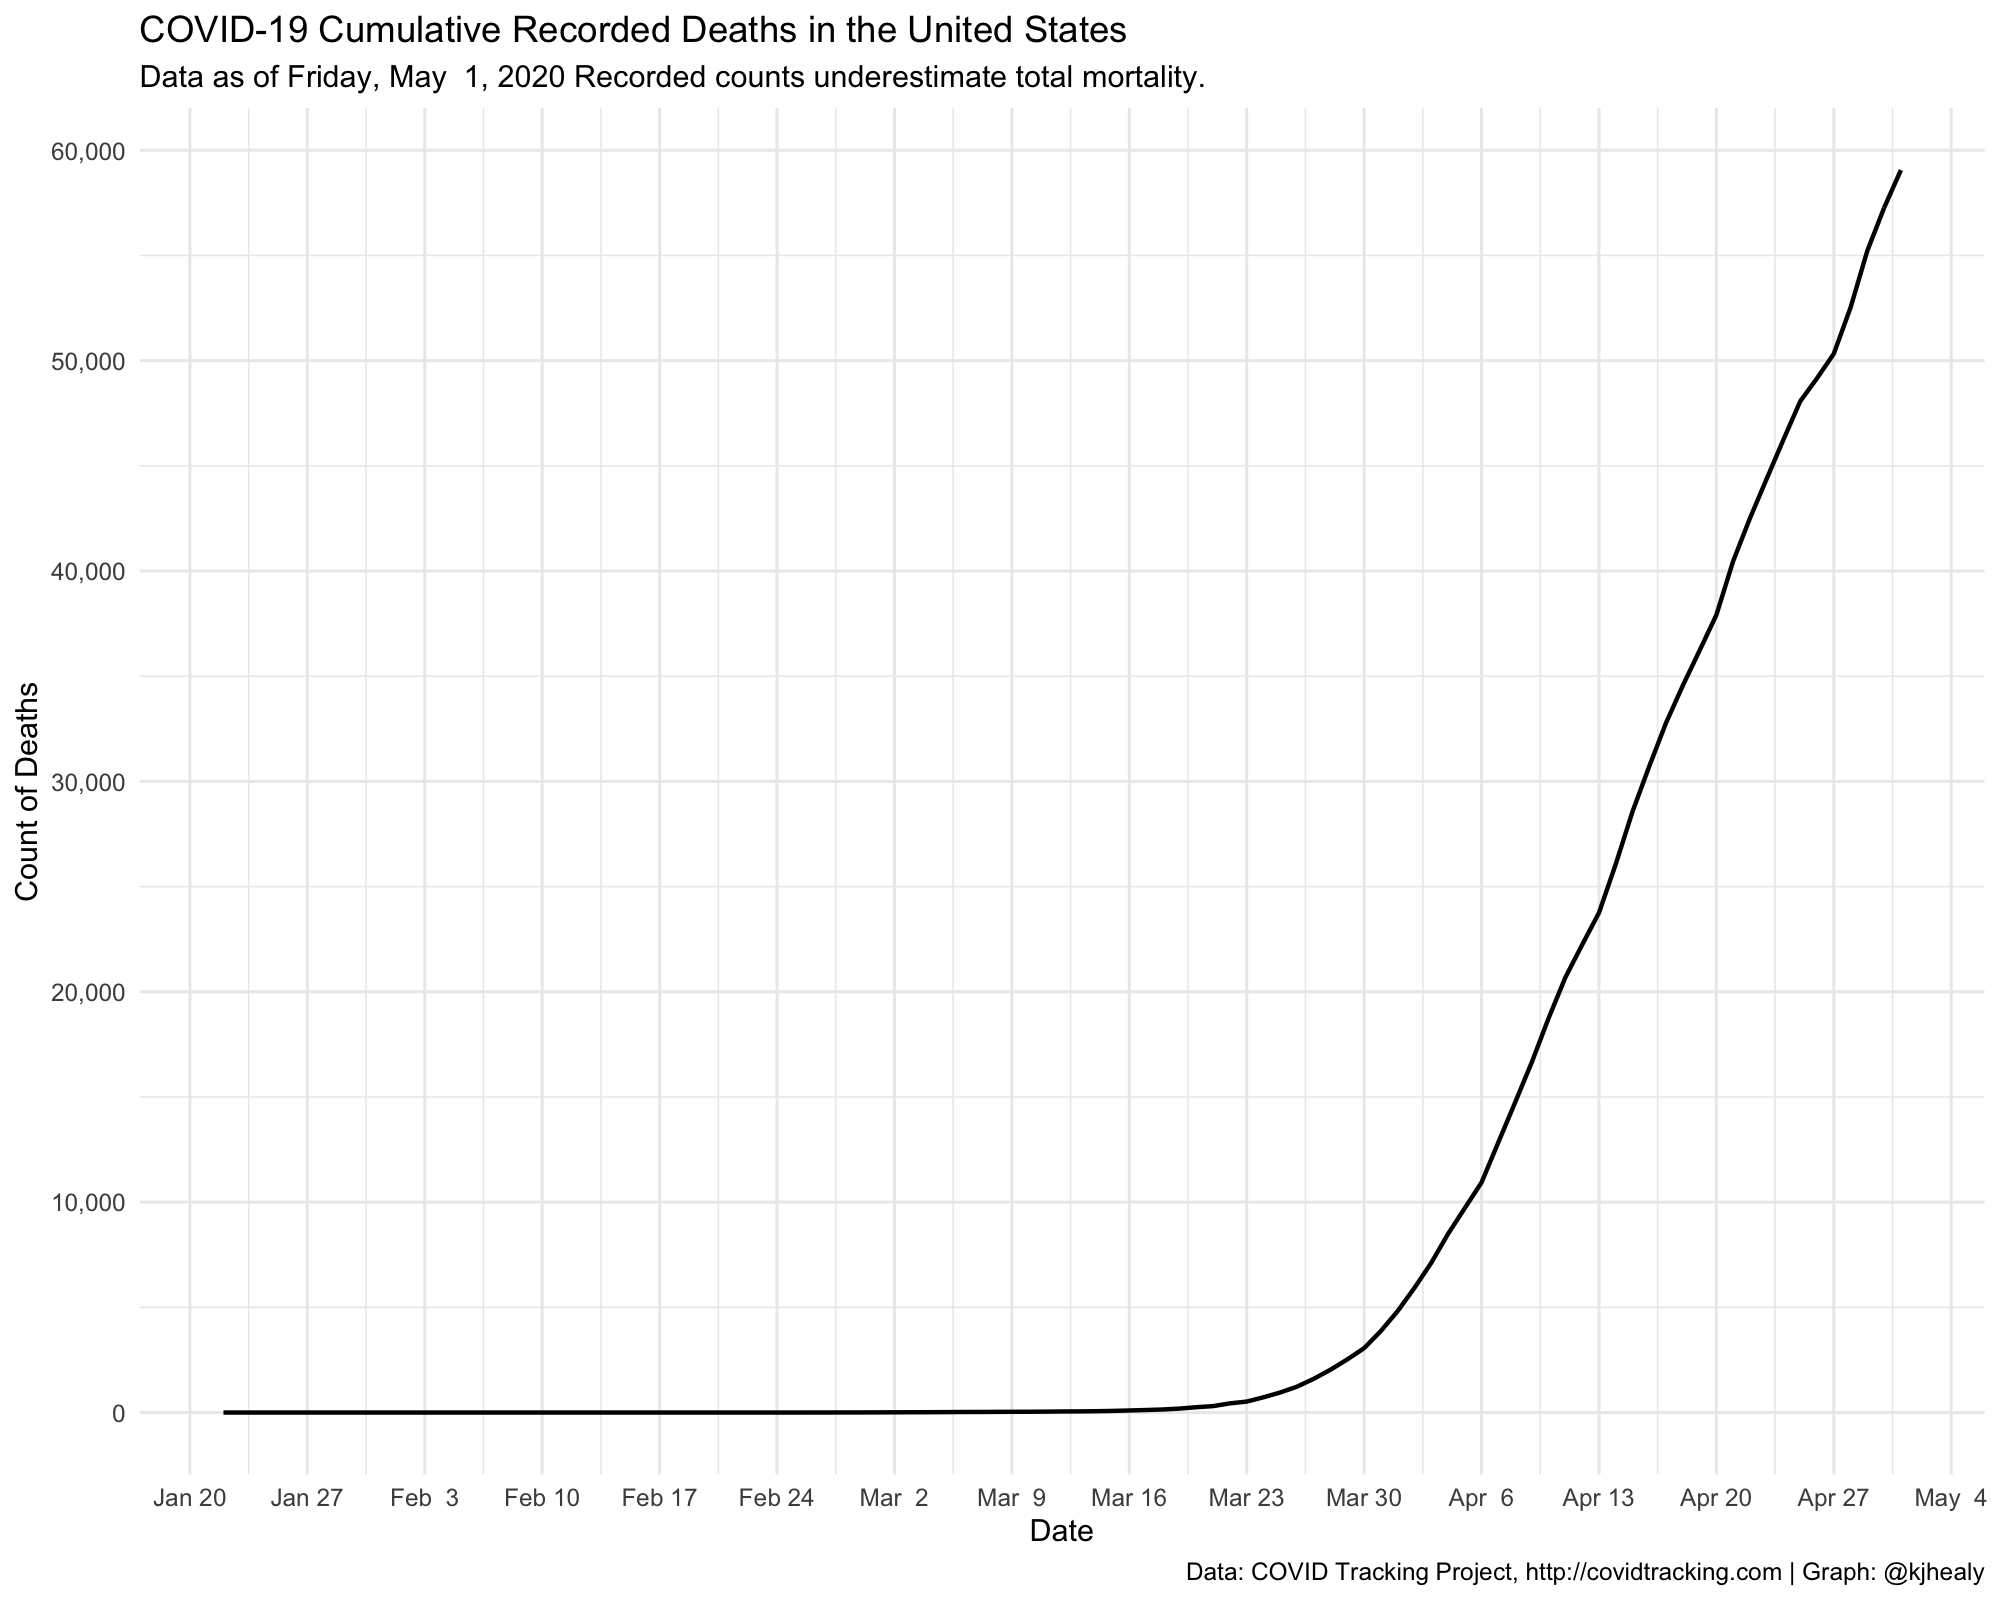 COVID-19 Cumulative Recorded Deaths in the United States
Data as of Friday, May  1, 2020 Recorded counts underestimate total mortality.
60,000
50,000
40,000
30,000
20,000
10,000
0
Count of Deaths
Jan 20 Jan 27 Feb  3 Feb 10 Feb 17 Feb 24 Mar  2 Mar  9 Mar 16 Mar 23 Mar 30 Apr  6 Apr 13 Apr 20 Apr 27 May  4
Date
Data: COVID Tracking Project, http://covidtracking.com | Graph: @kjhealy